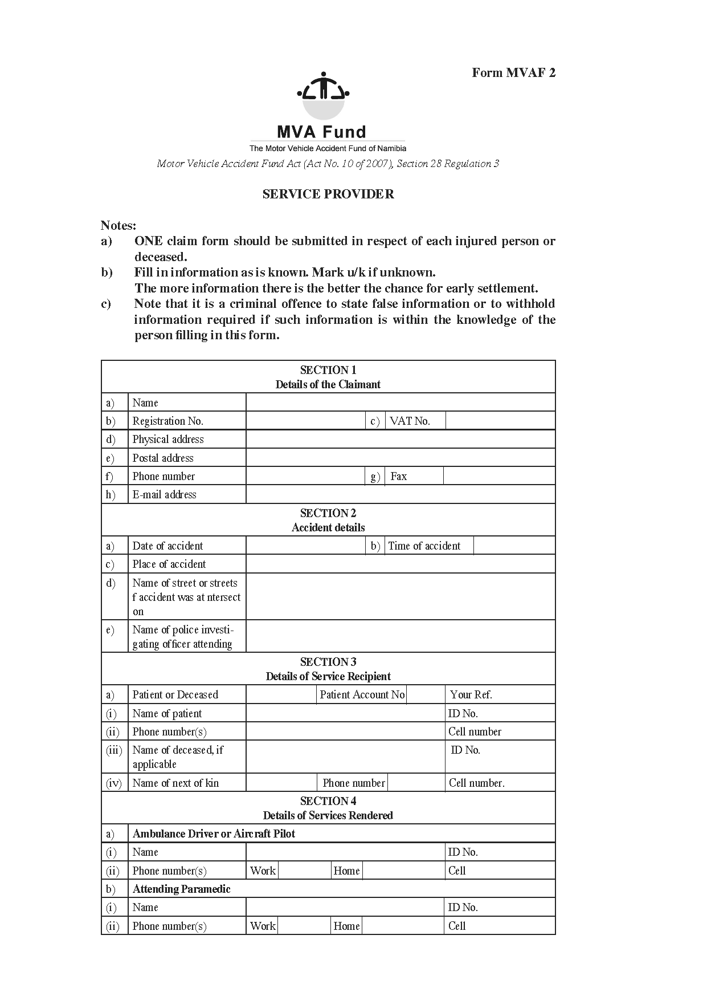 Form MVAF 2
MVA Fund
The Motor Vehicle Accident Fund of Namibia
Motor Vehicle Accident Fund Act (Act No. 10 of 2007), Section 28 Regulation 3
SERVICE PROVIDER
Notes:
a) ONE claim form should be submitted in respect of each injured person or
deceased.
b) Fill in information as is known. Mark u/k if unknown.
The more information there is the better the chance for early settlement.
c) Note that it is a criminal offence to state false information or to withhold
information required if such information is within the knowledge of the
person filling in this form.
SECTION 1
Details of the Claimant
a) Name
b) Registration No. c) VAT No.
d) Physical address
e) Postal address
f) Phone number g) Fax
h) E-mail address
SECTION 2
Accident details
a) Date of accident b) Time of accident
c) Place of accident
d) Name of street or streets
f accident was at ntersect
on
e) Name of police investi-
gating officer attending
SECTION 3
Details of Service Recipient
a) Patient or Deceased Patient Account No Your Ref.
(i) Name of patient ID No.
(ii) Phone number(s) Cell number
(iii) Name of deceased, if ID No.
applicable
(iv) Name of next of kin Phone number Cell number.
SECTION 4
Details of Services Rendered
a) Ambulance Driver or Aircraft Pilot
(i) Name ID No.
(ii) Phone number(s) Work Home Cell
b) Attending Paramedic
(i) Name ID No.
(ii) Phone number(s) Work Home Cell